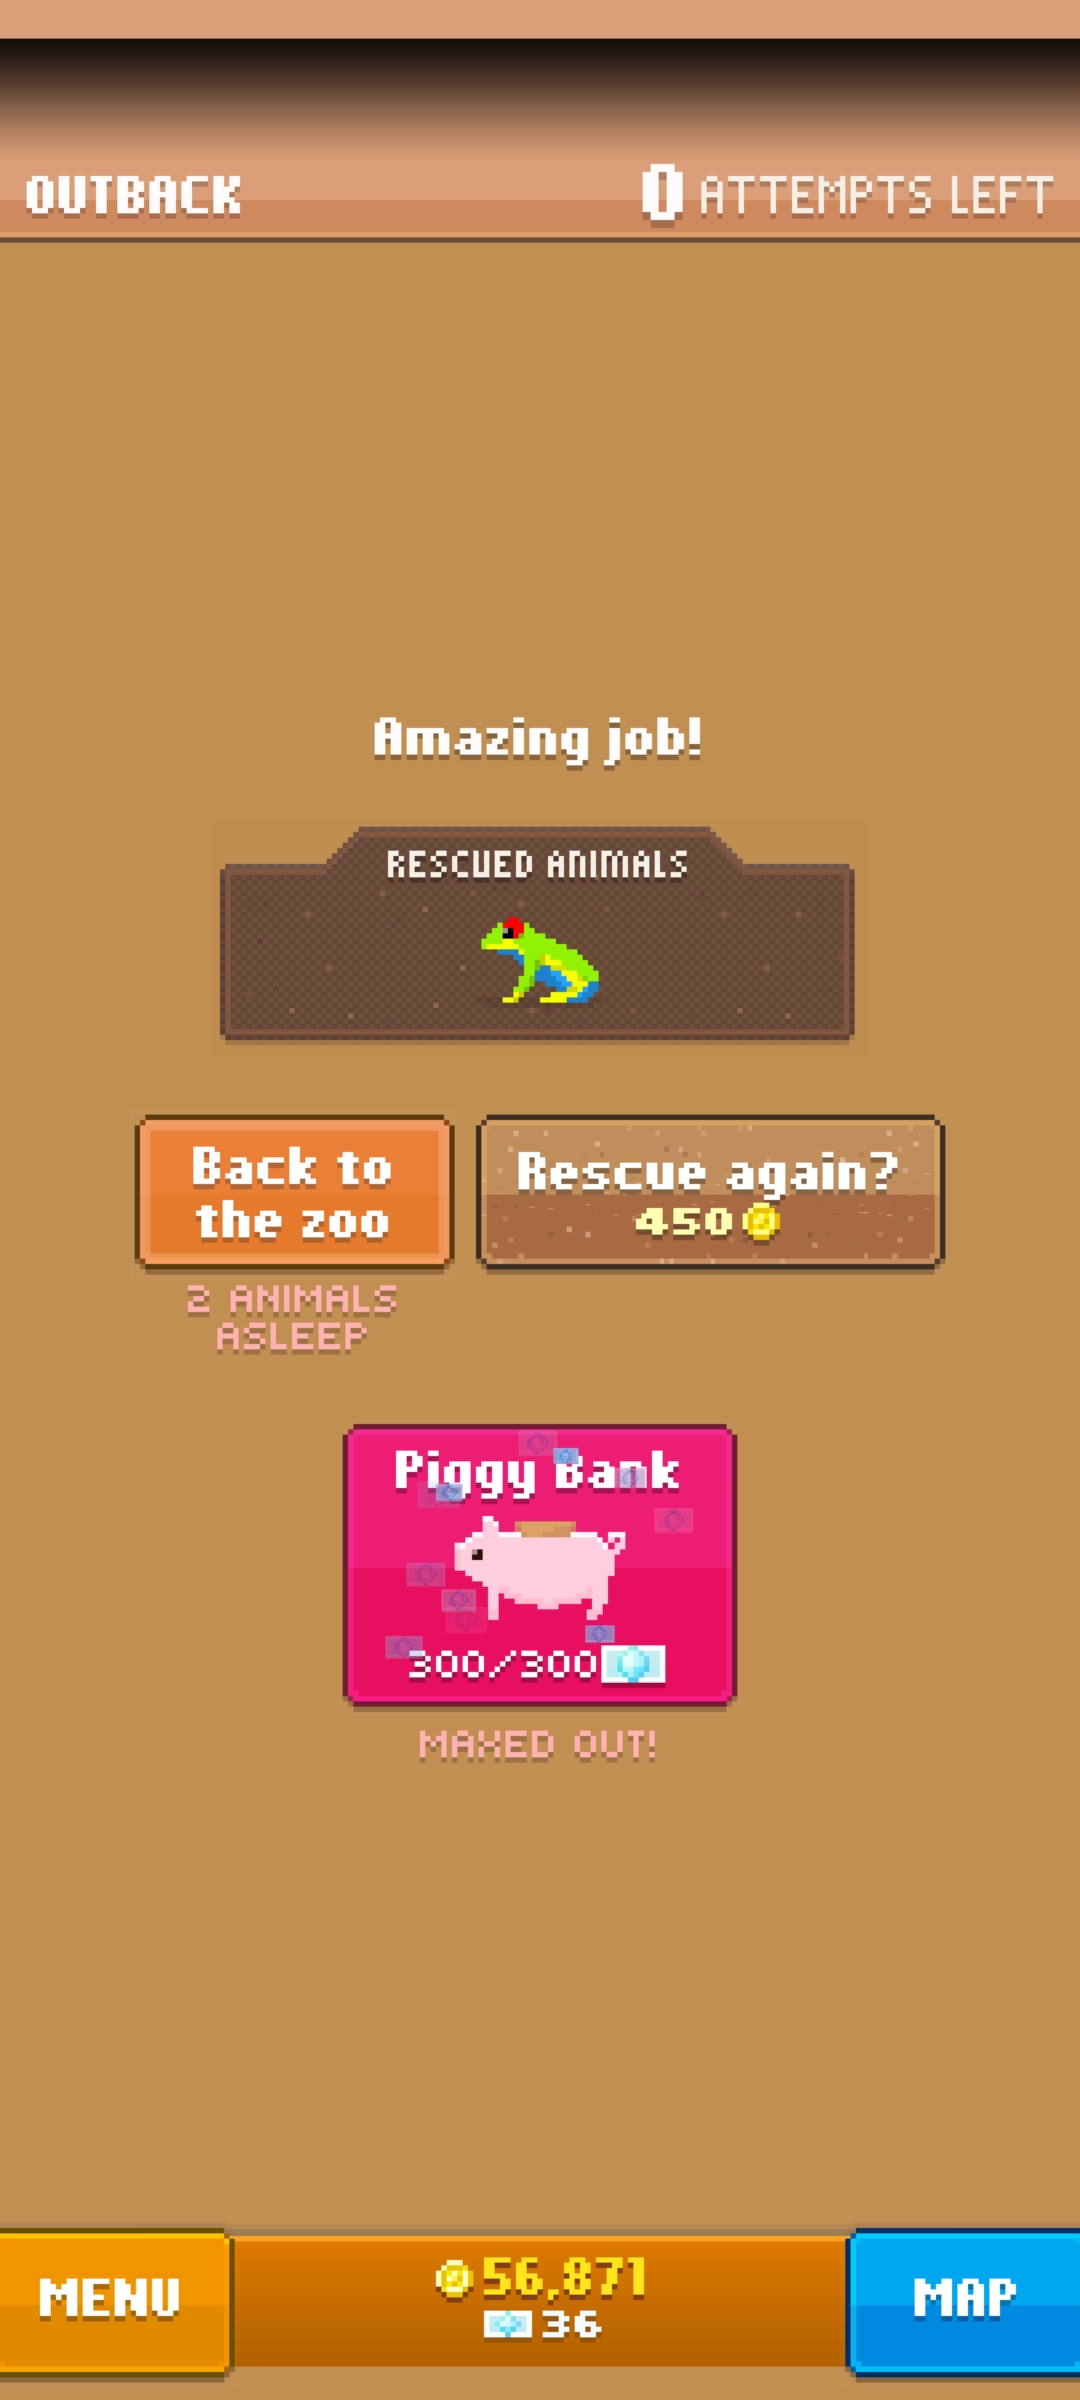 OUTBACK
0 ATTEMPTS LEFT
Amazing job!
RESCUED ANIMALS
Back to
the zoo
Rescue again?
450
2 ANIMALS
ASLEEP
Piggy Bank
300/300
MAXED OUT!
MENU
56,871
36
MAP